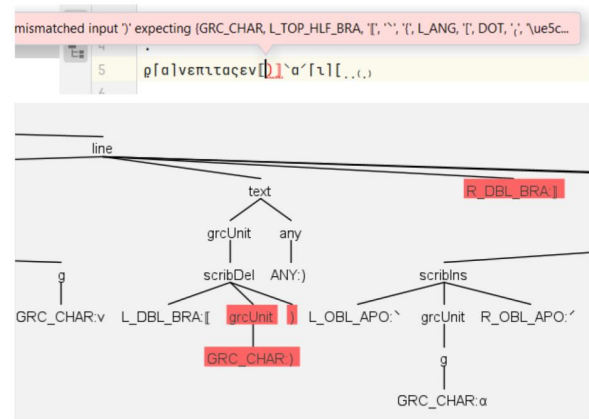 mismatched input ')' expecting {GRC_CHAR, L_TOP_HLF_BRA, '⟦', '`', '{', L_ANG, '[', DOT, '̣(', '\ue5c...
4
5 ρ[α]νεπιταςεν⟦)⟧`α´[ι][̣̣(̣)
line
text
R_DBL_BRA:⟧
grcUnit any
g scribDel ANY:) scribIns
GRC_CHAR:ν L_DBL_BRA:⟦ grcUnit ) L_OBL_APO:` grcUnit R_OBL_APO:´
GRC_CHAR:) g
GRC_CHAR:α